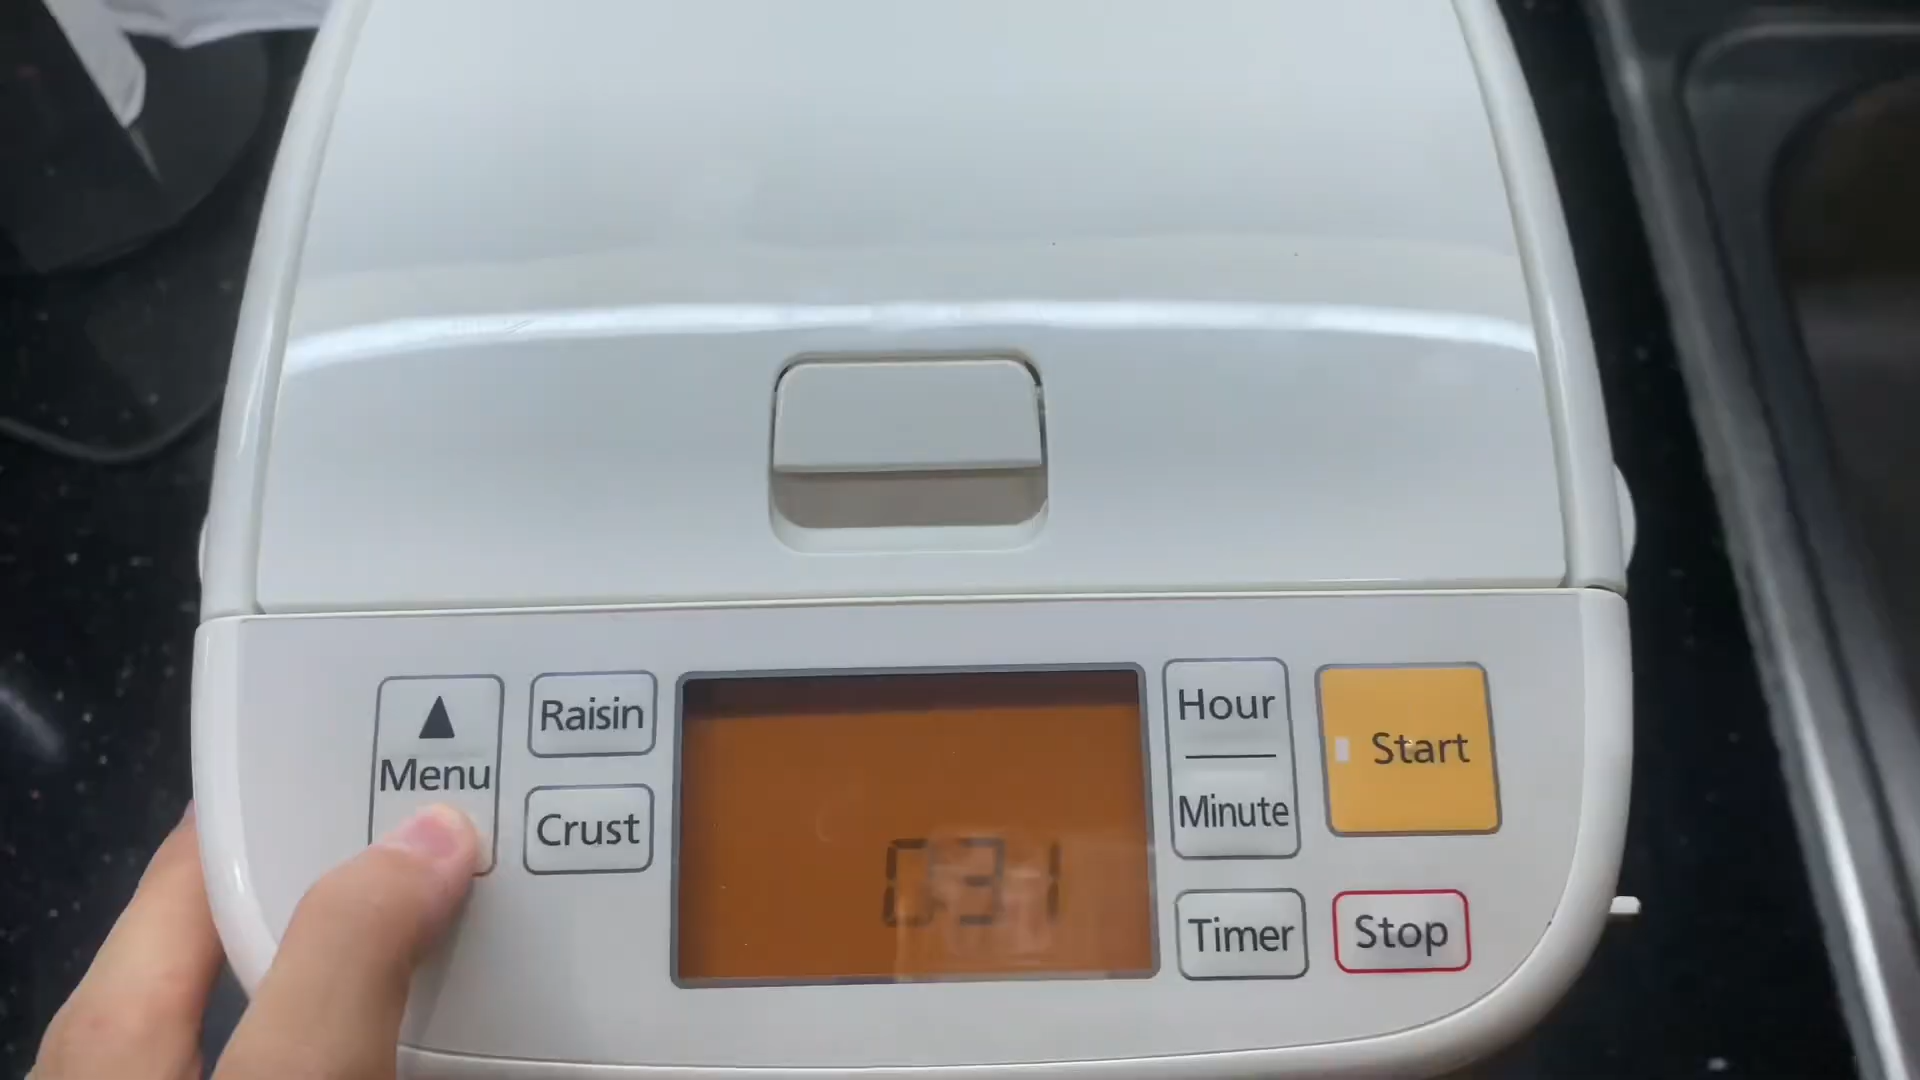 ▲
Menu
Raisin
Crust
031
Hour
Minute
Timer
Start
Stop